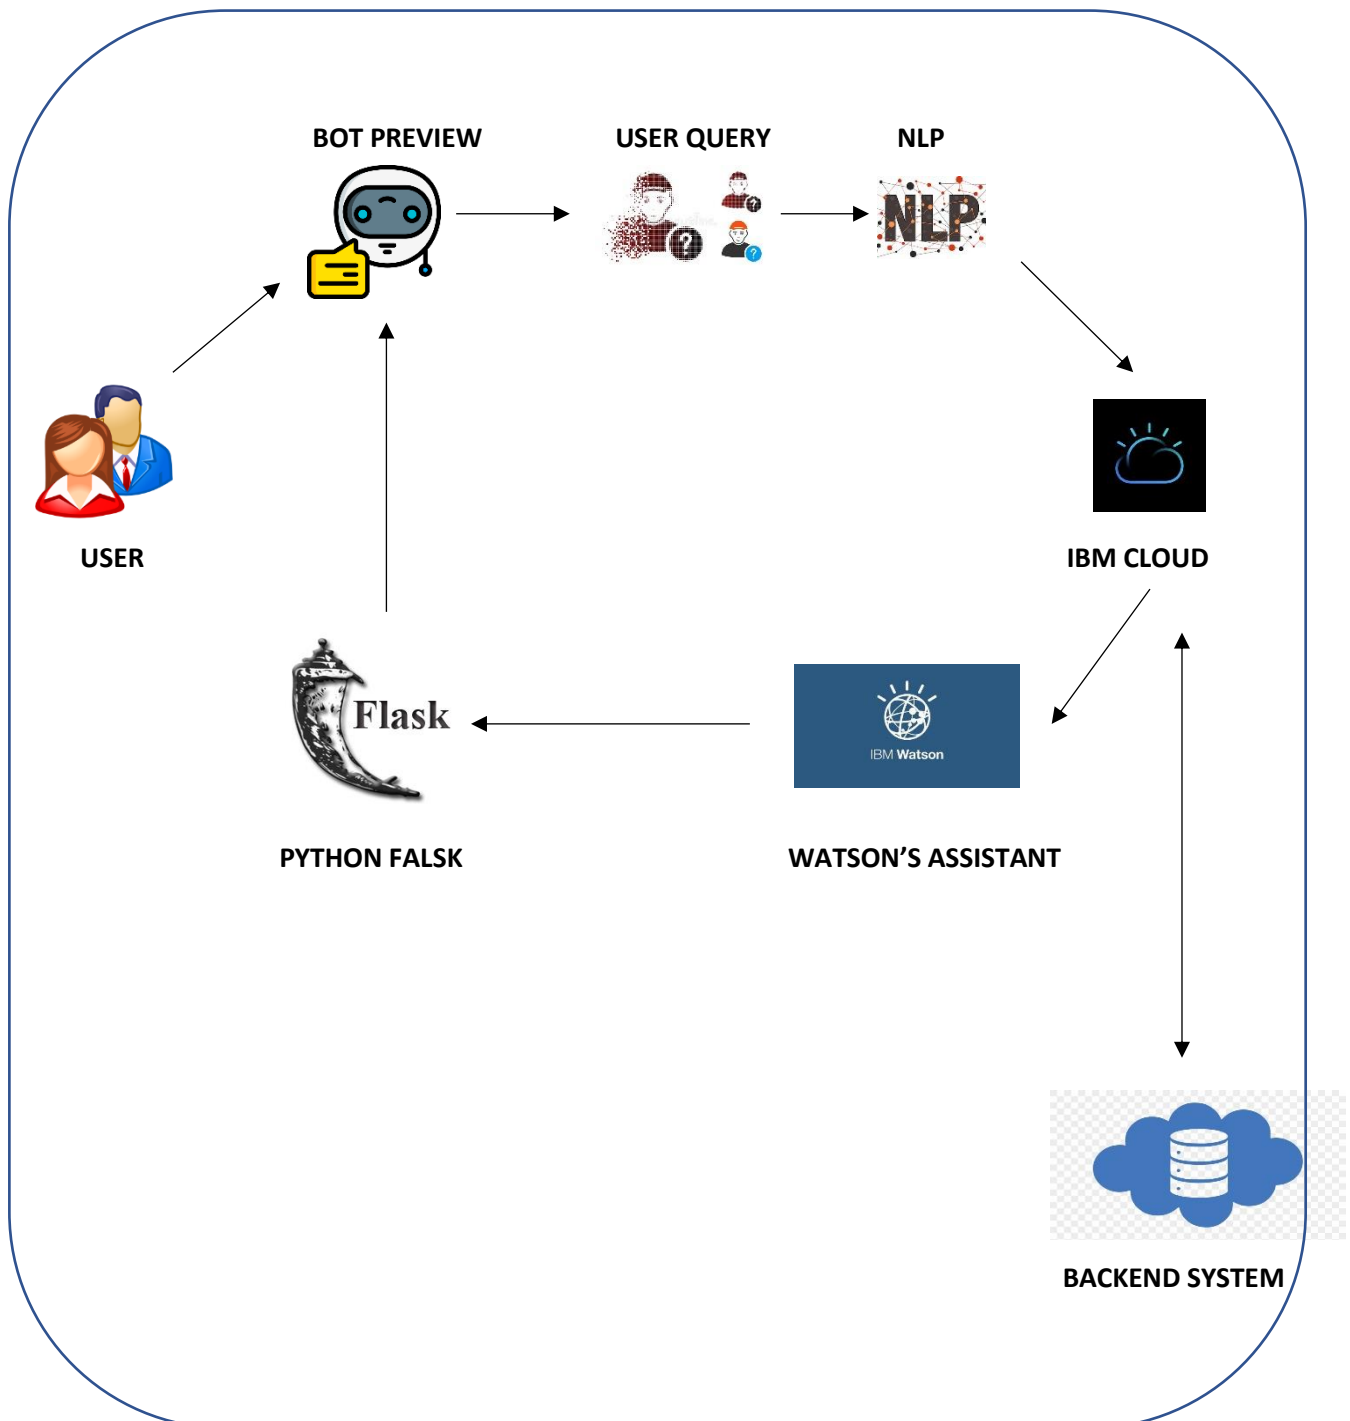 BOT PREVIEW
USER QUERY
NLP
NLP
?
?
?
USER
IBM CLOUD
Flask
IBM Watson
PYTHON FALSK
WATSON’S ASSISTANT
BACKEND SYSTEM